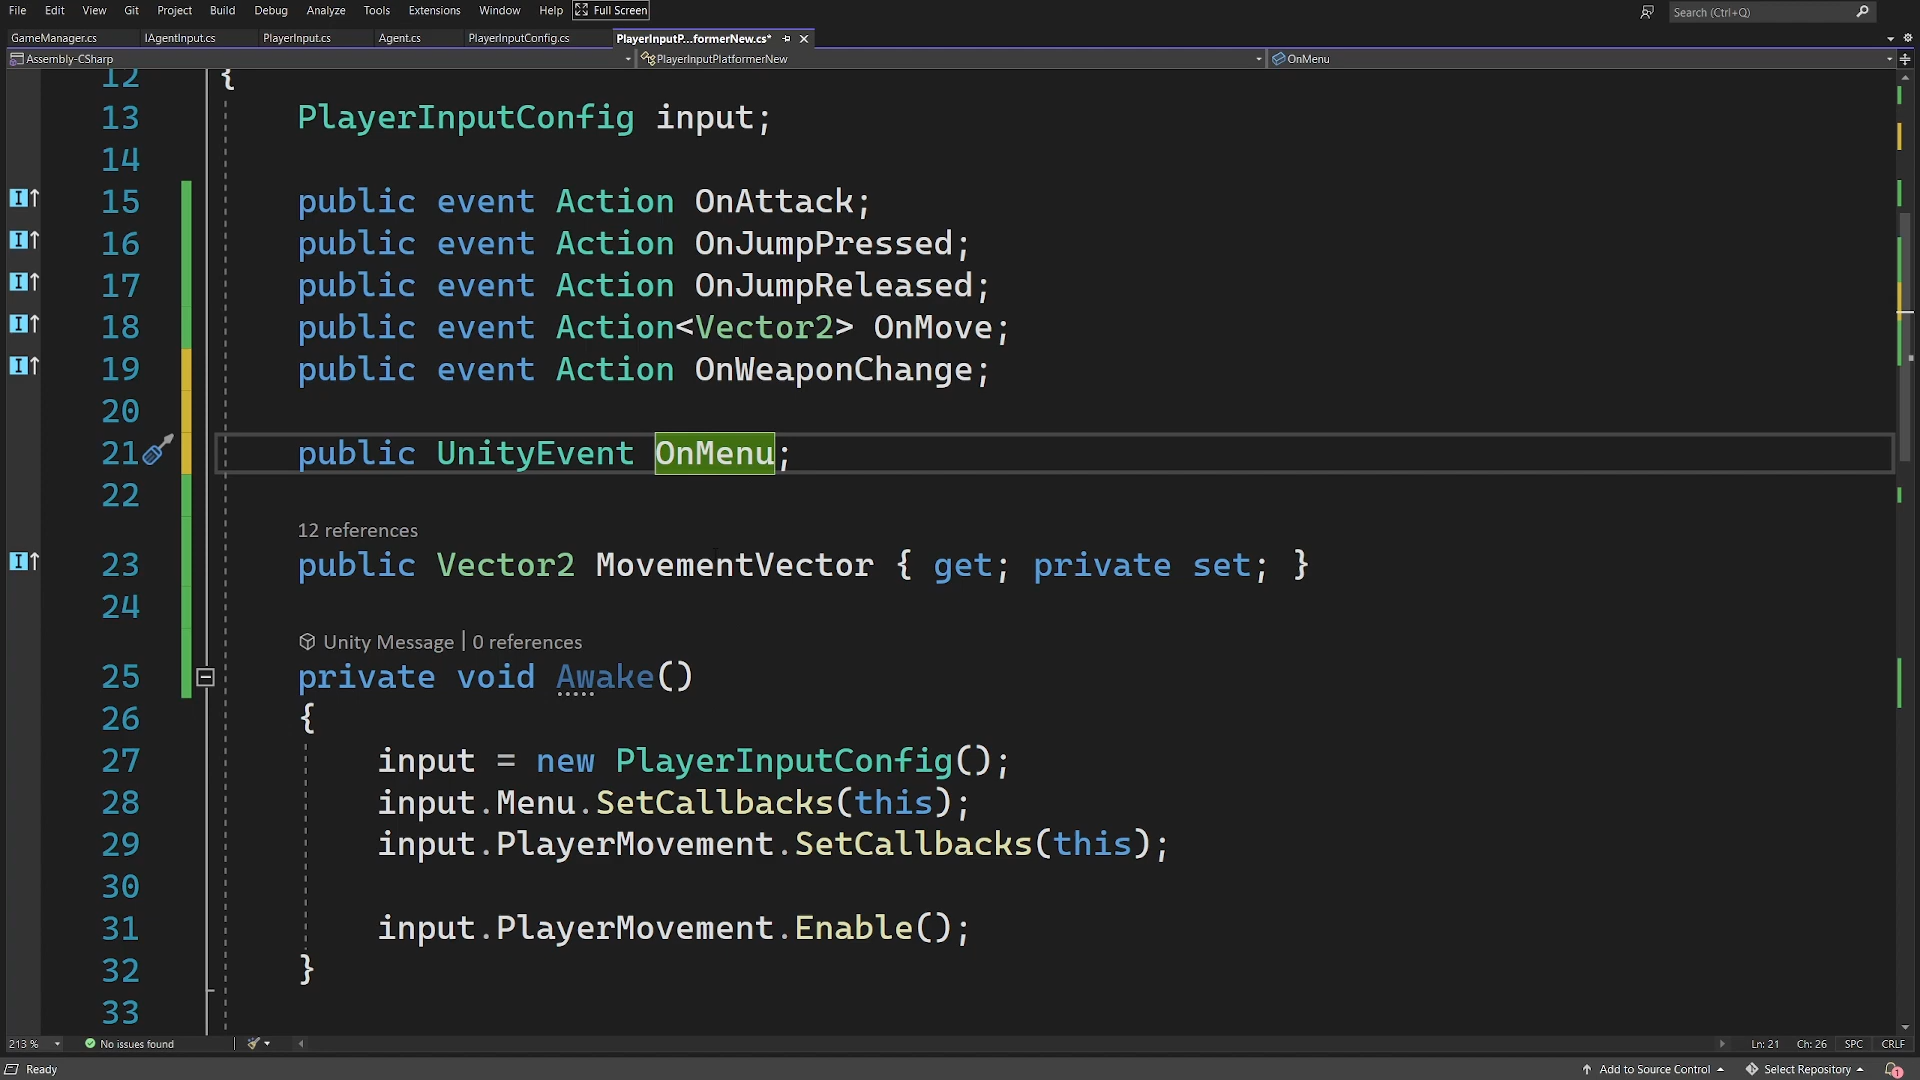 File Edit View Git Project Build Debug Analyze Tools Extensions Window Help Full Screen Search (Ctrl+Q)
GameManager.cs IAgentInput.cs PlayerInput.cs Agent.cs PlayerInputConfig.cs PlayerInputP...formerNew.cs*
Assembly-CSharp PlayerInputPlatformerNew OnMenu
12 {
13 PlayerInputConfig input;
14
15 public event Action OnAttack;
16 public event Action OnJumpPressed;
17 public event Action OnJumpReleased;
18 public event Action<Vector2> OnMove;
19 public event Action OnWeaponChange;
20
21 public UnityEvent OnMenu;
22
12 references
23 public Vector2 MovementVector { get; private set; }
24
Unity Message | 0 references
25 private void Awake()
26 {
27 input = new PlayerInputConfig();
28 input.Menu.SetCallbacks(this);
29 input.PlayerMovement.SetCallbacks(this);
30
31 input.PlayerMovement.Enable();
32 }
33
213 % No issues found Ln: 21 Ch: 26 SPC CRLF
Ready Add to Source Control Select Repository 1